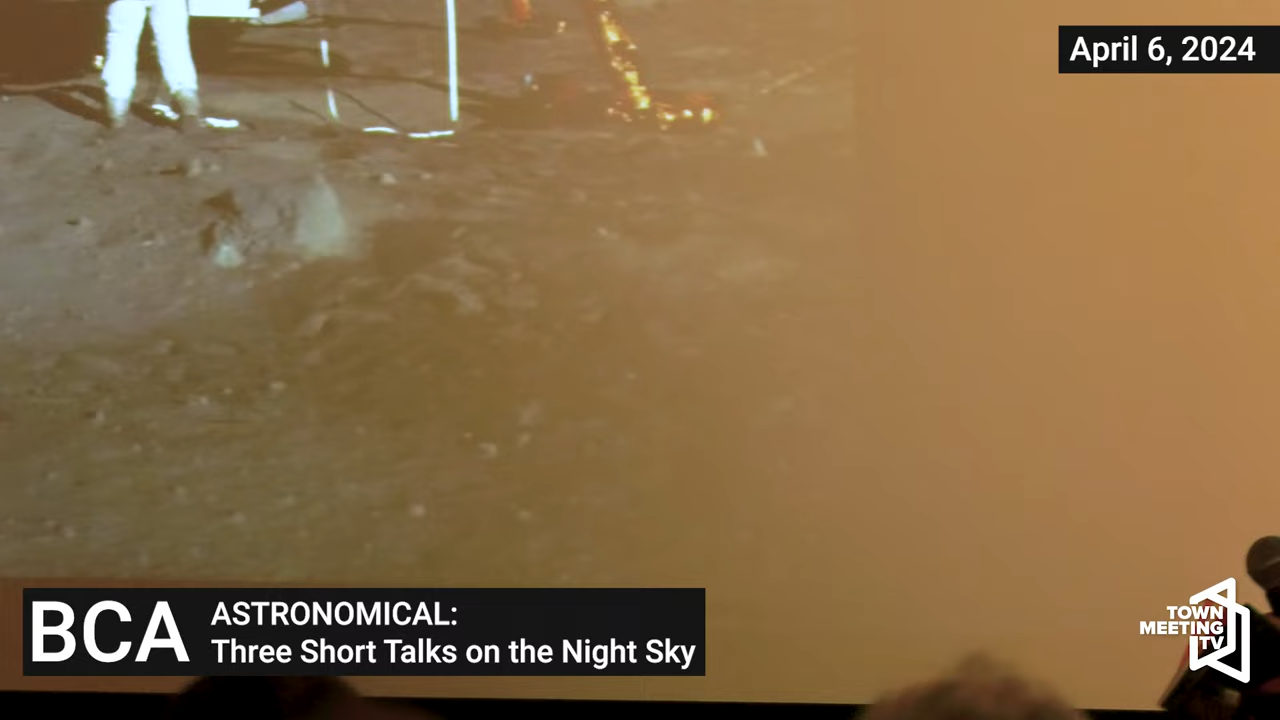 April 6, 2024
BCA
ASTRONOMICAL:
Three Short Talks on the Night Sky
TOWN
MEETING
TV